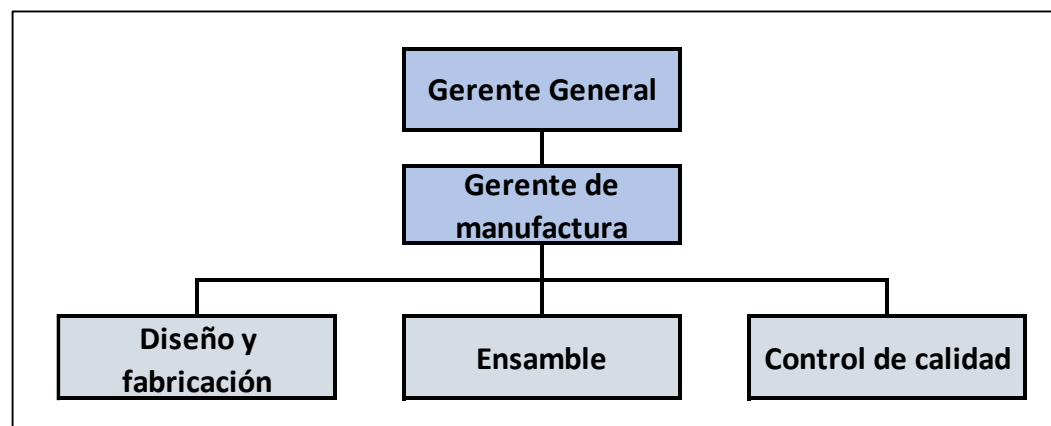 Gerente General
Gerente de
manufactura
Diseño y
fabricación
Ensamble
Control de calidad